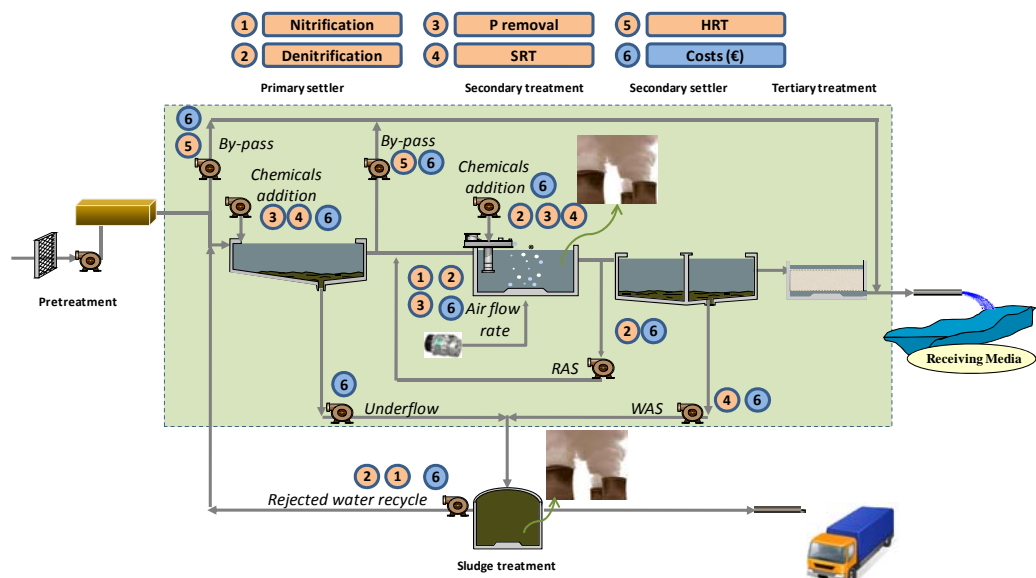 1 Nitrification 3 P removal 5 HRT
2 Denitrification 4 SRT 6 Costs (€)
Primary settler Secondary treatment Secondary settler Tertiary treatment
6
5
By-pass
By-pass
5 6
Chemicals
addition
3 4 6
Chemicals
addition
6
2 3 4
Pretreatment
1 2
3 6
Air flow
rate
2 6
RAS
Receiving Media
6
Underflow
WAS
4 6
2 1 6
Rejected water recycle
Sludge treatment